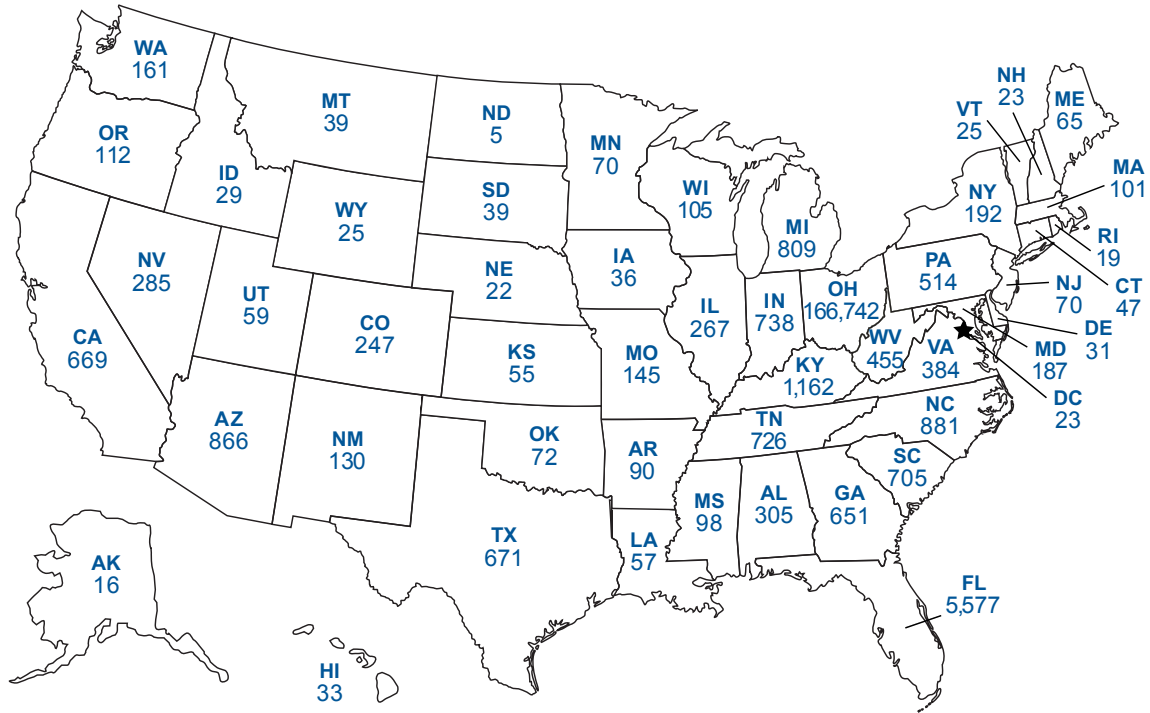 WA
161
MT
39
ND
5
MN
70
NH
23
VT
25
ME
65
OR
112
ID
29
SD
39
WI
105
MI
809
NY
192
MA
101
WY
25
RI
19
NV
285
UT
59
NE
22
IA
36
PA
514
NJ
70
CT
47
CA
669
CO
247
KS
55
MO
145
IL
267
IN
738
OH
166,742
WV
455
VA
384
DE
31
MD
187
DC
23
KY
1,162
AZ
866
NM
130
OK
72
AR
90
TN
726
NC
881
SC
705
TX
671
LA
57
MS
98
AL
305
GA
651
AK
16
FL
5,577
HI
33